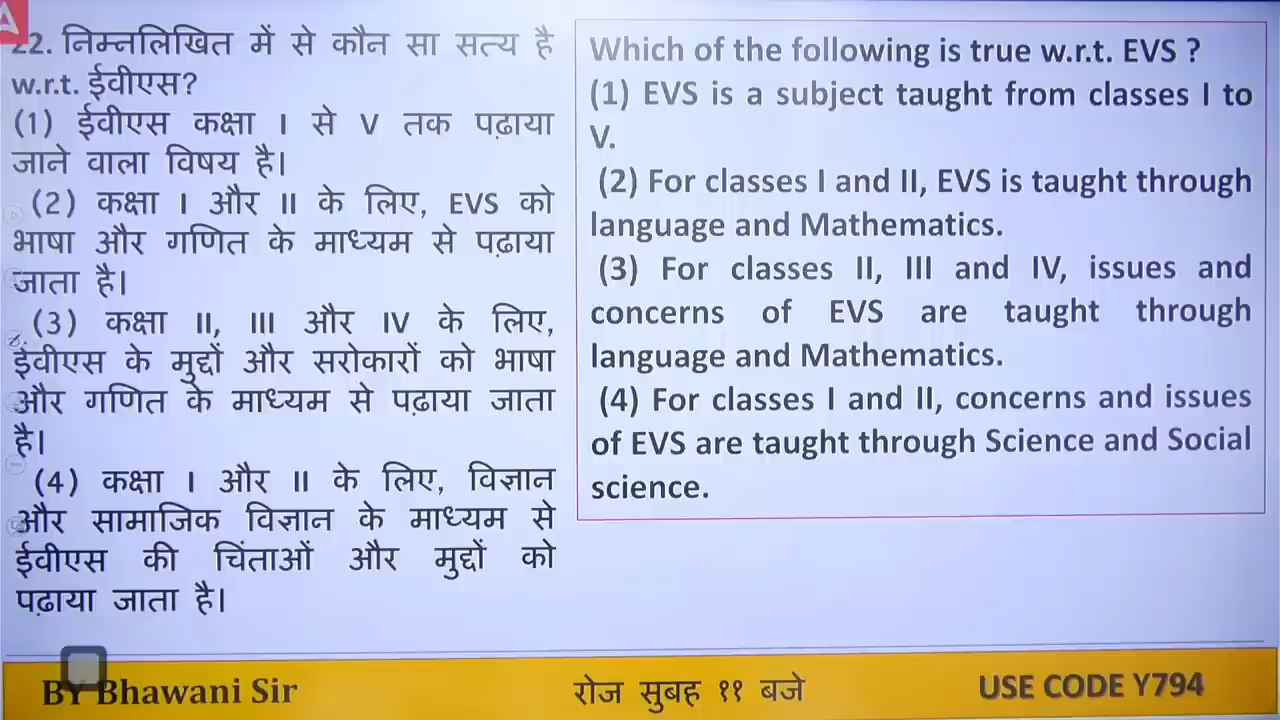 22. निम्नलिखित में से कौन सा सत्य है
w.r.t. ईवीएस?
(1) ईवीएस कक्षा I से V तक पढ़ाया
जाने वाला विषय है।
(2) कक्षा I और II के लिए, EVS को
भाषा और गणित के माध्यम से पढ़ाया
जाता है।
(3) कक्षा II, III और IV के लिए,
ईवीएस के मुद्दों और सरोकारों को भाषा
और गणित के माध्यम से पढ़ाया जाता
है।
(4) कक्षा I और II के लिए, विज्ञान
और सामाजिक विज्ञान के माध्यम से
ईवीएस की चिंताओं और मुद्दों को
पढ़ाया जाता है।
Which of the following is true w.r.t. EVS ?
(1) EVS is a subject taught from classes I to
V.
(2) For classes I and II, EVS is taught through
language and Mathematics.
(3) For classes II, III and IV, issues and
concerns of EVS are taught through
language and Mathematics.
(4) For classes I and II, concerns and issues
of EVS are taught through Science and Social
science.
BY Bhawani Sir
रोज सुबह ११ बजे
USE CODE Y794